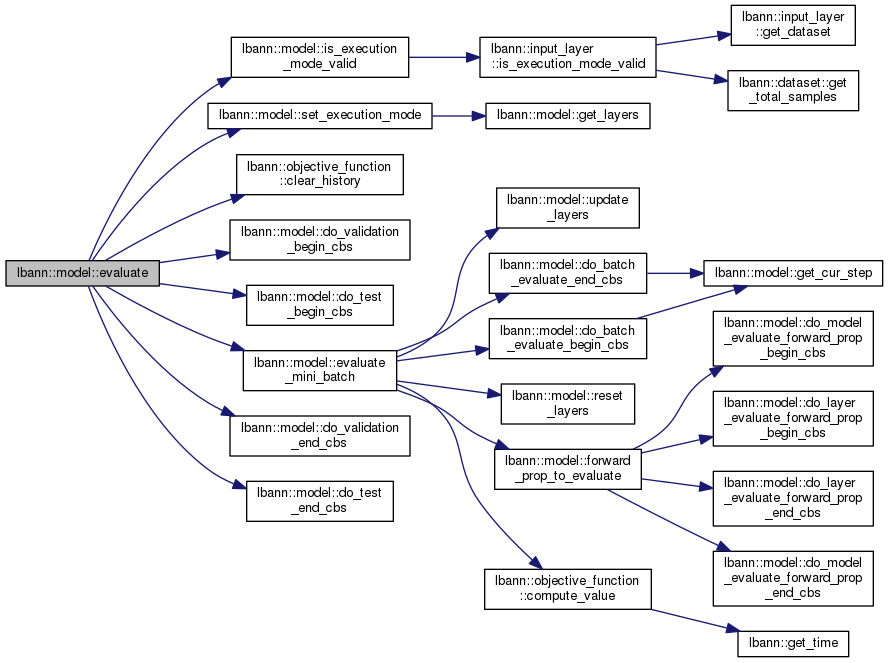 lbann::model::evaluate
lbann::model::is_execution
_mode_valid
lbann::input_layer
::is_execution_mode_valid
lbann::input_layer
::get_dataset
lbann::dataset::get
_total_samples
lbann::model::set_execution_mode
lbann::model::get_layers
lbann::objective_function
::clear_history
lbann::model::do_validation
_begin_cbs
lbann::model::do_test
_begin_cbs
lbann::model::evaluate
_mini_batch
lbann::model::update
_layers
lbann::model::do_batch
_evaluate_end_cbs
lbann::model::get_cur_step
lbann::model::do_batch
_evaluate_begin_cbs
lbann::model::reset
_layers
lbann::model::forward
_prop_to_evaluate
lbann::model::do_model
_evaluate_forward_prop
_begin_cbs
lbann::model::do_layer
_evaluate_forward_prop
_begin_cbs
lbann::model::do_layer
_evaluate_forward_prop
_end_cbs
lbann::model::do_model
_evaluate_forward_prop
_end_cbs
lbann::objective_function
::compute_value
lbann::get_time
lbann::model::do_validation
_end_cbs
lbann::model::do_test
_end_cbs